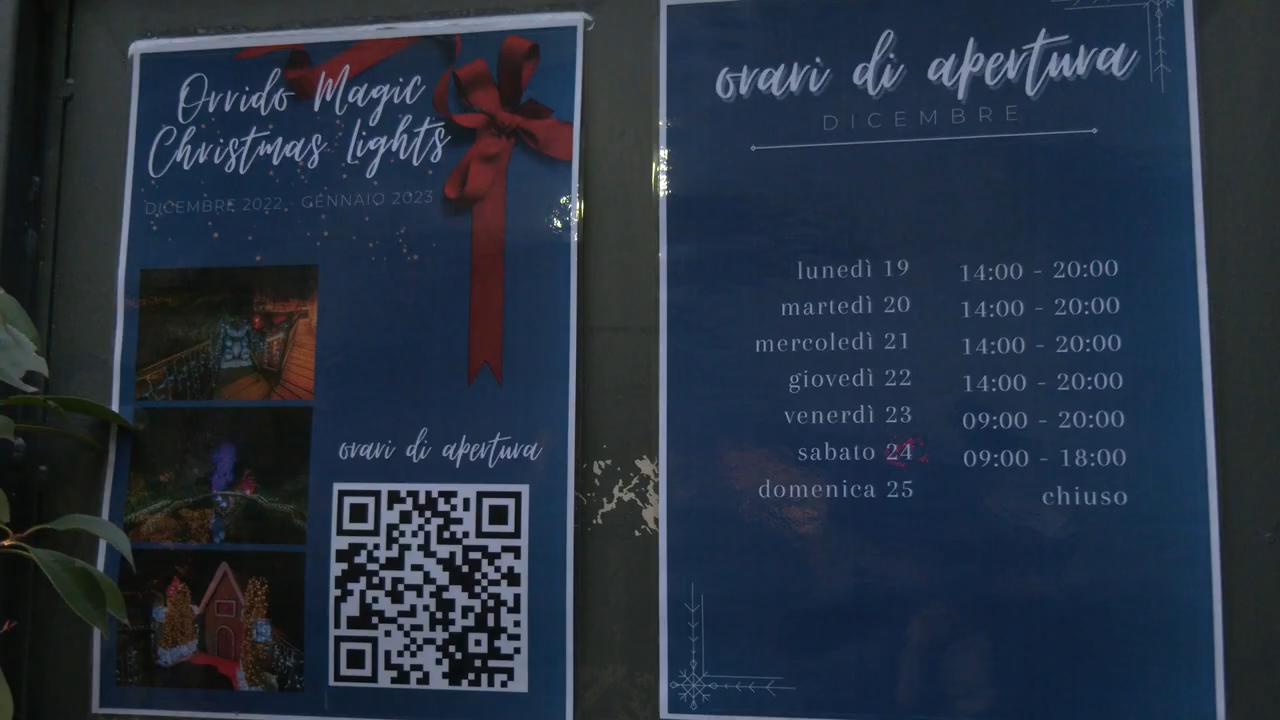 Orrido Magic
Christmas Lights
DICEMBRE 2022 - GENNAIO 2023
orari di apertura
orari di apertura
DICEMBRE
lunedì 19 14:00 - 20:00
martedì 20 14:00 - 20:00
mercoledì 21 14:00 - 20:00
giovedì 22 14:00 - 20:00
venerdì 23 09:00 - 20:00
sabato 24 09:00 - 18:00
domenica 25 chiuso